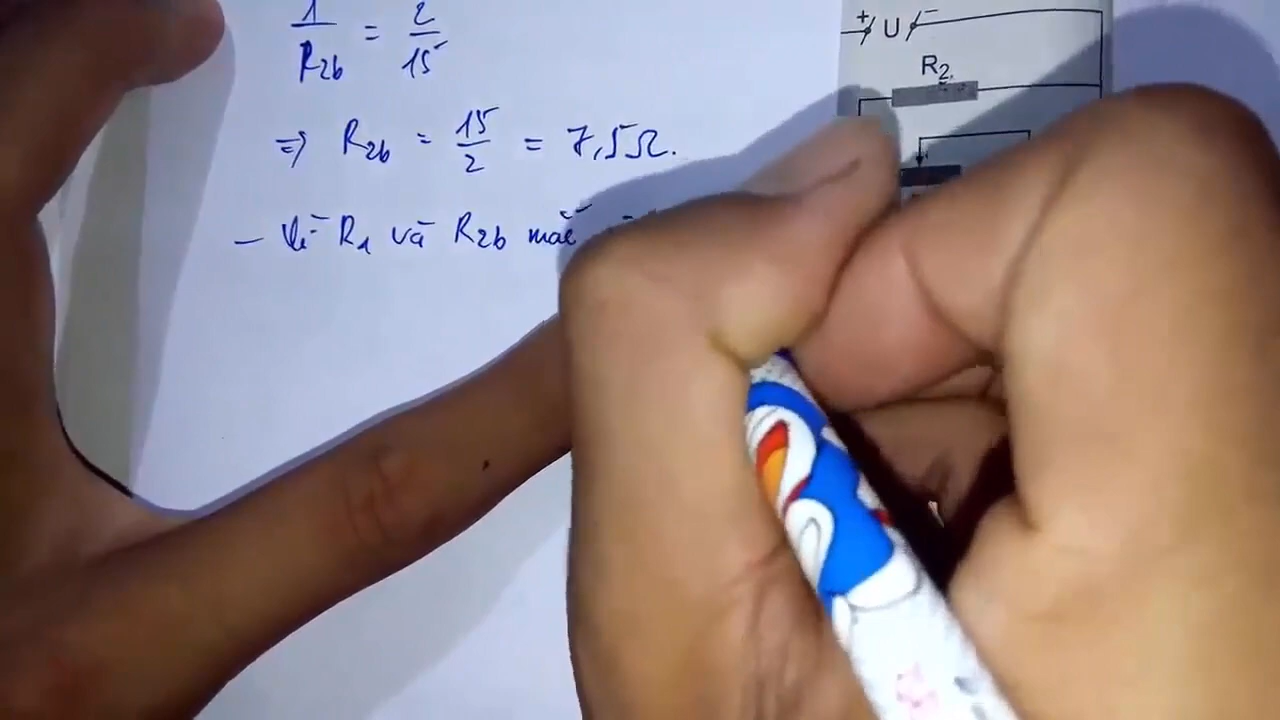 1/R2b = 2/15
⇒ R2b = 15/2 = 7,5Ω.
– Vì R1 và R2b mắc
+ U –
R2